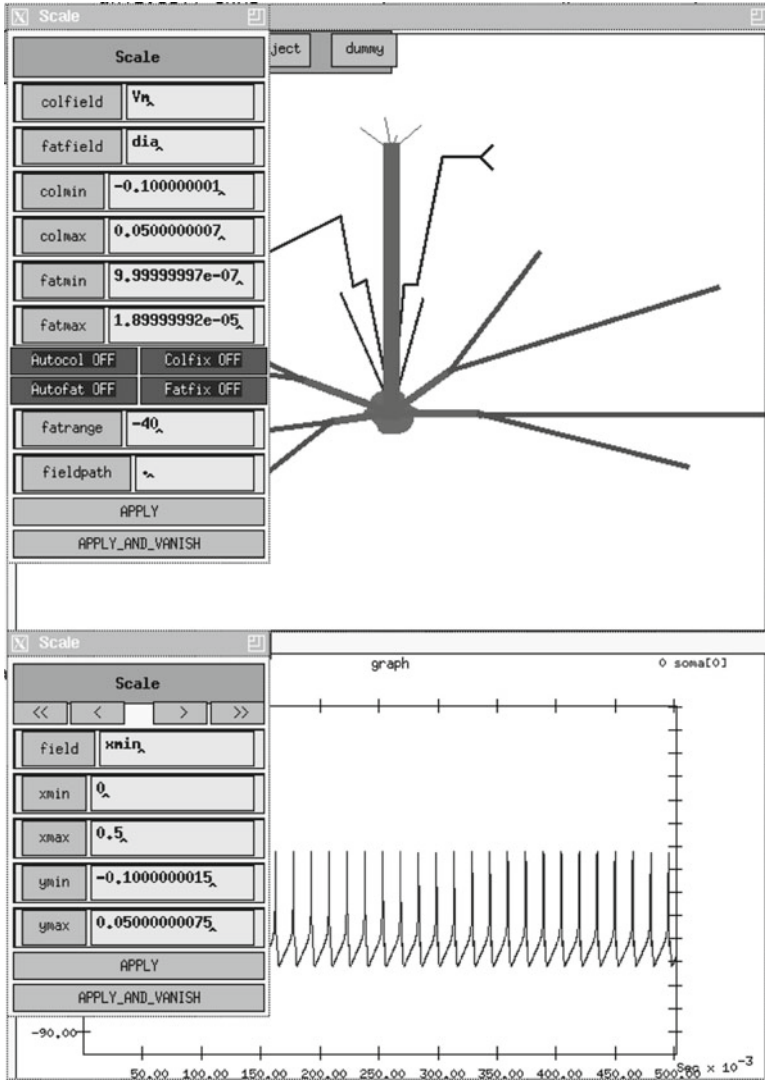 X Scale
Scale
ject dummy
colfield Vm
fatfield dia
colmin -0.100000001
colmax 0.0500000007
fatmin 9.99999997e-07
fatmax 1.89999992e-05
Autocol OFF Colfix OFF
Autofat OFF Fatfix OFF
fatrange -40
fieldpath .
APPLY
APPLY_AND_VANISH
X Scale
graph 0 soma[0]
Scale
<< < > >>
field xmin
xmin 0
xmax 0.5
ymin -0.1000000015
ymax 0.05000000075
APPLY
APPLY_AND_VANISH
-90.00
50.00 100.00 150.00 200.00 250.00 300.00 350.00 400.00 450.00 500.00 Sec x 10^-3